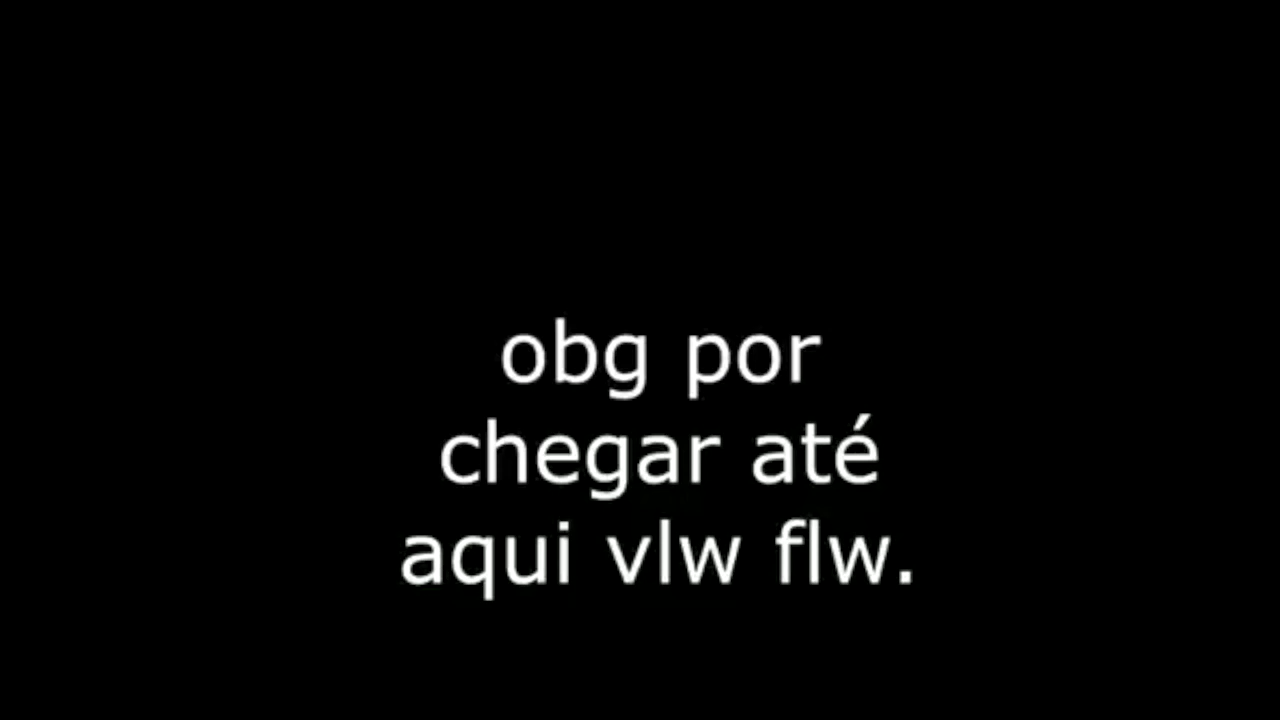 obg por
chegar até
aqui vlw flw.